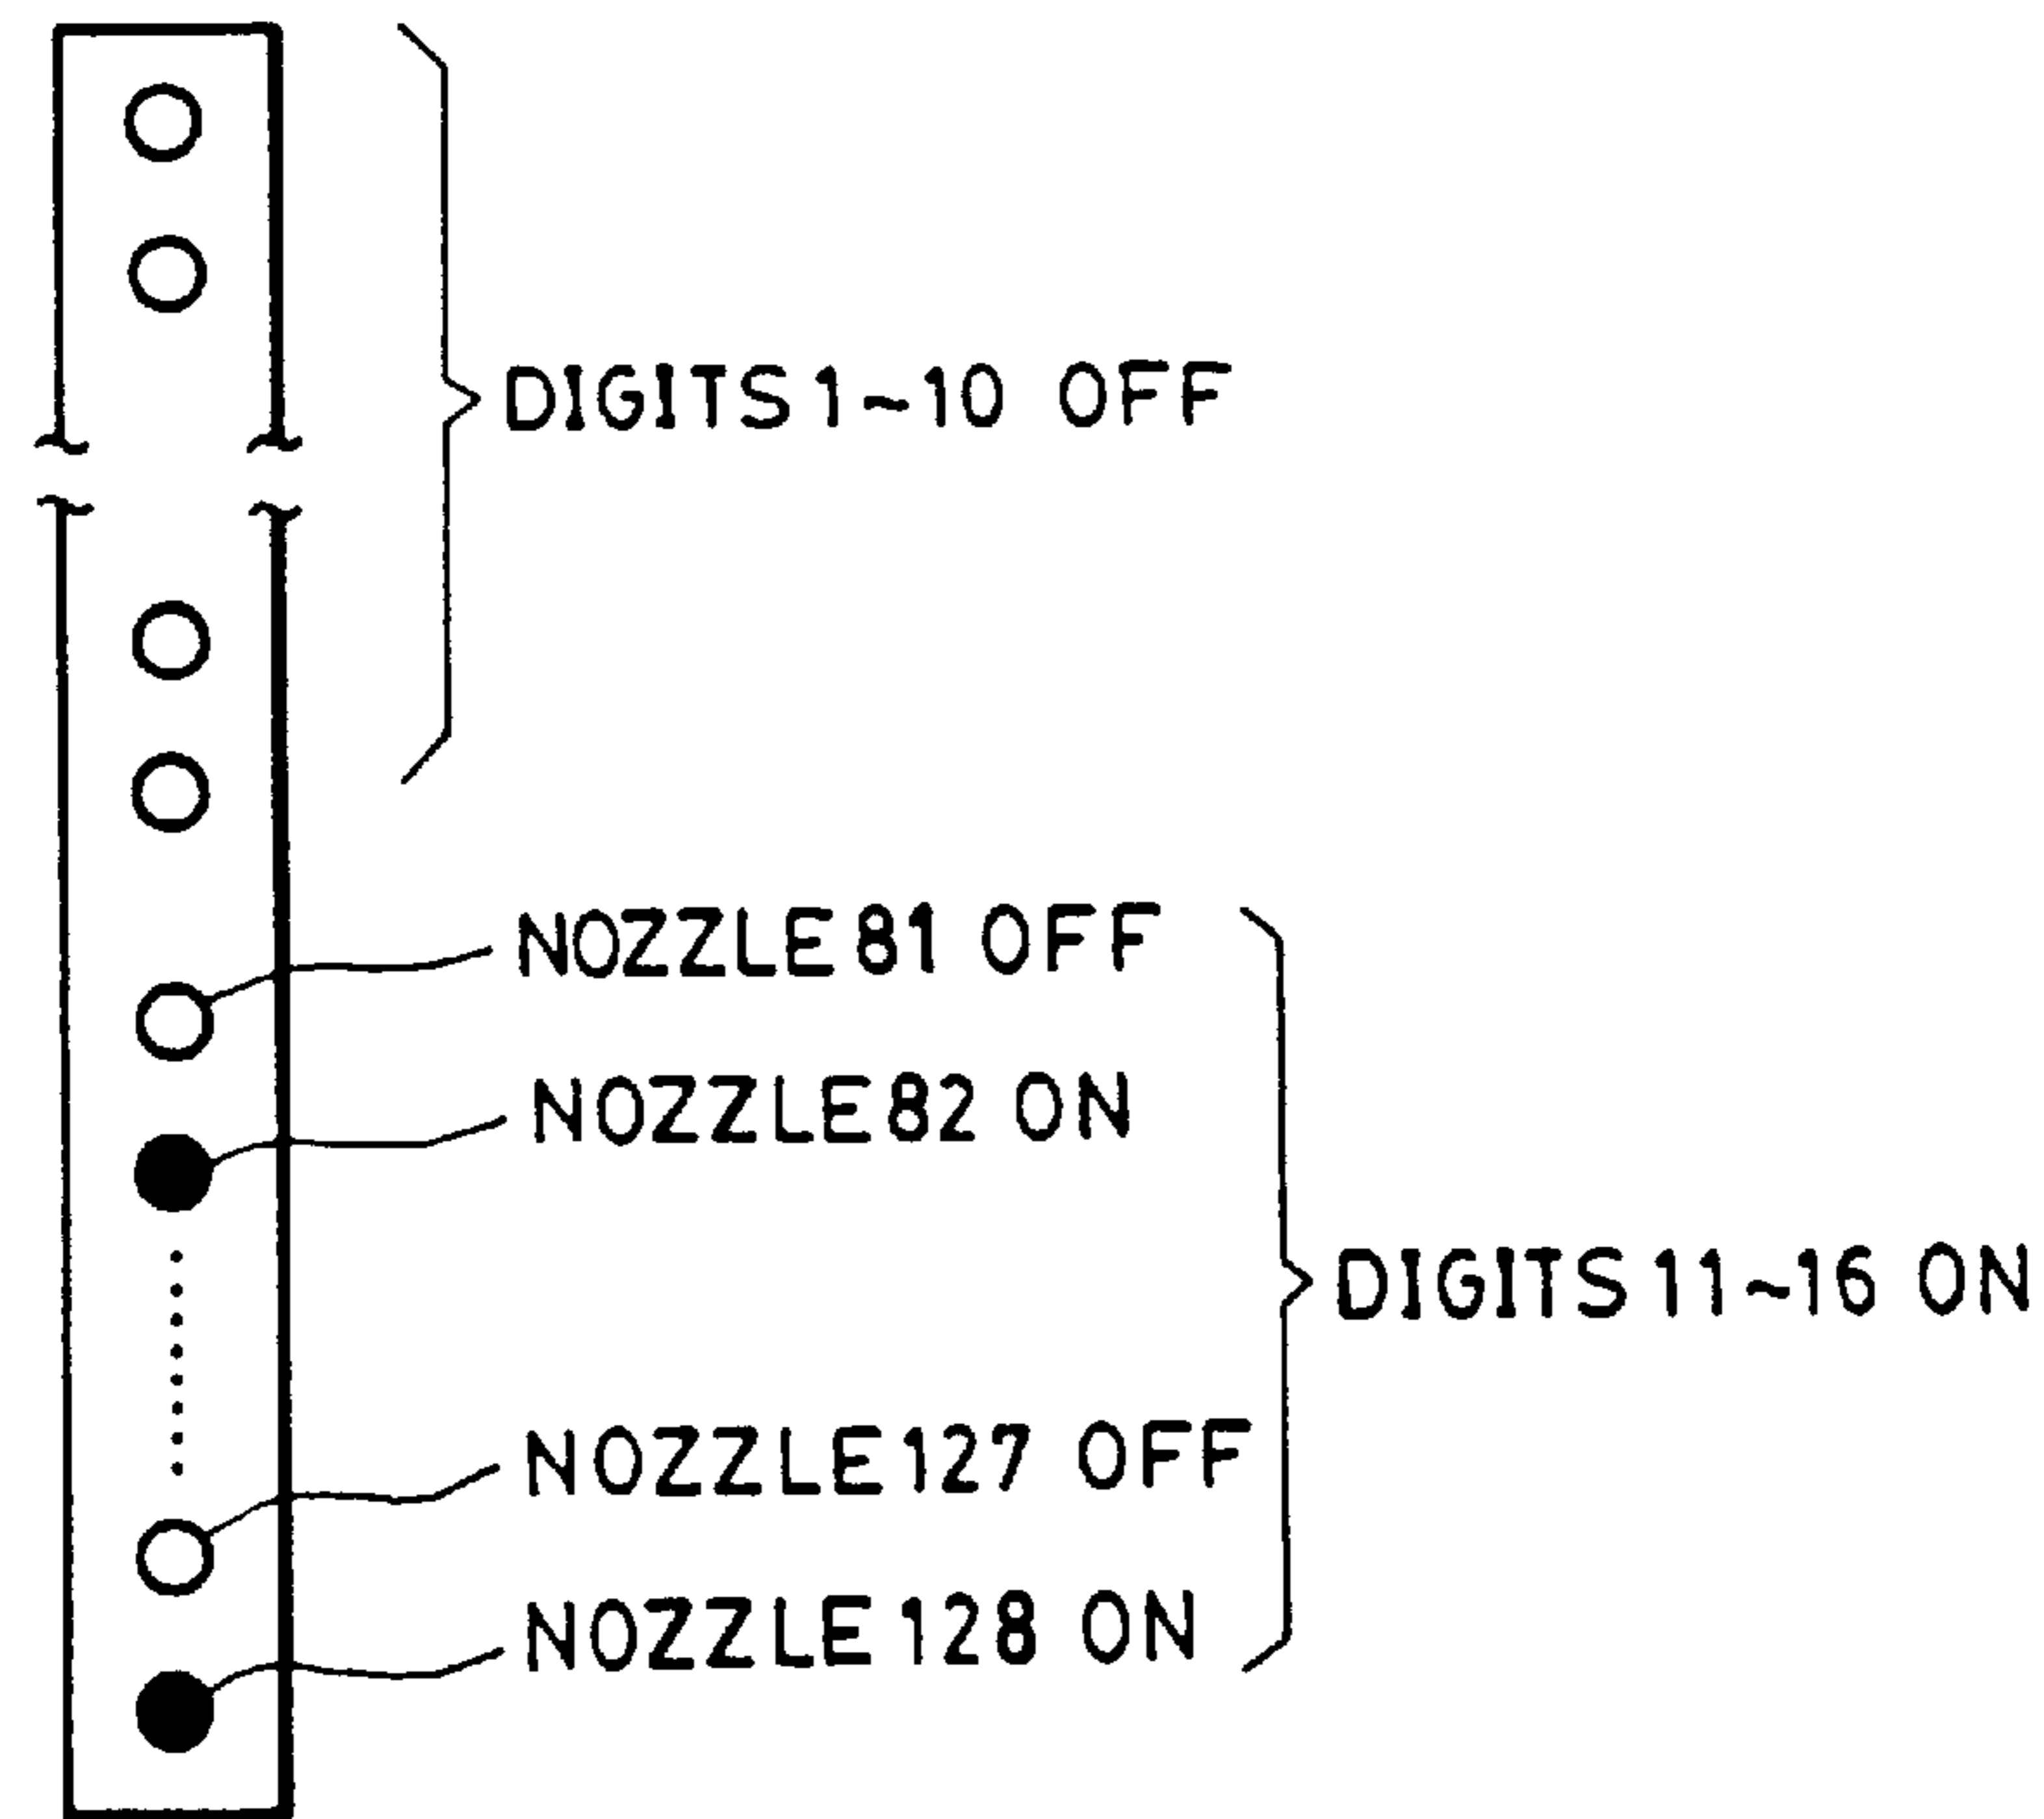 DIGITS 1~10 OFF
NOZZLE 81 OFF
NOZZLE 82 ON
DIGITS 11~16 ON
NOZZLE 127 OFF
NOZZLE 128 ON